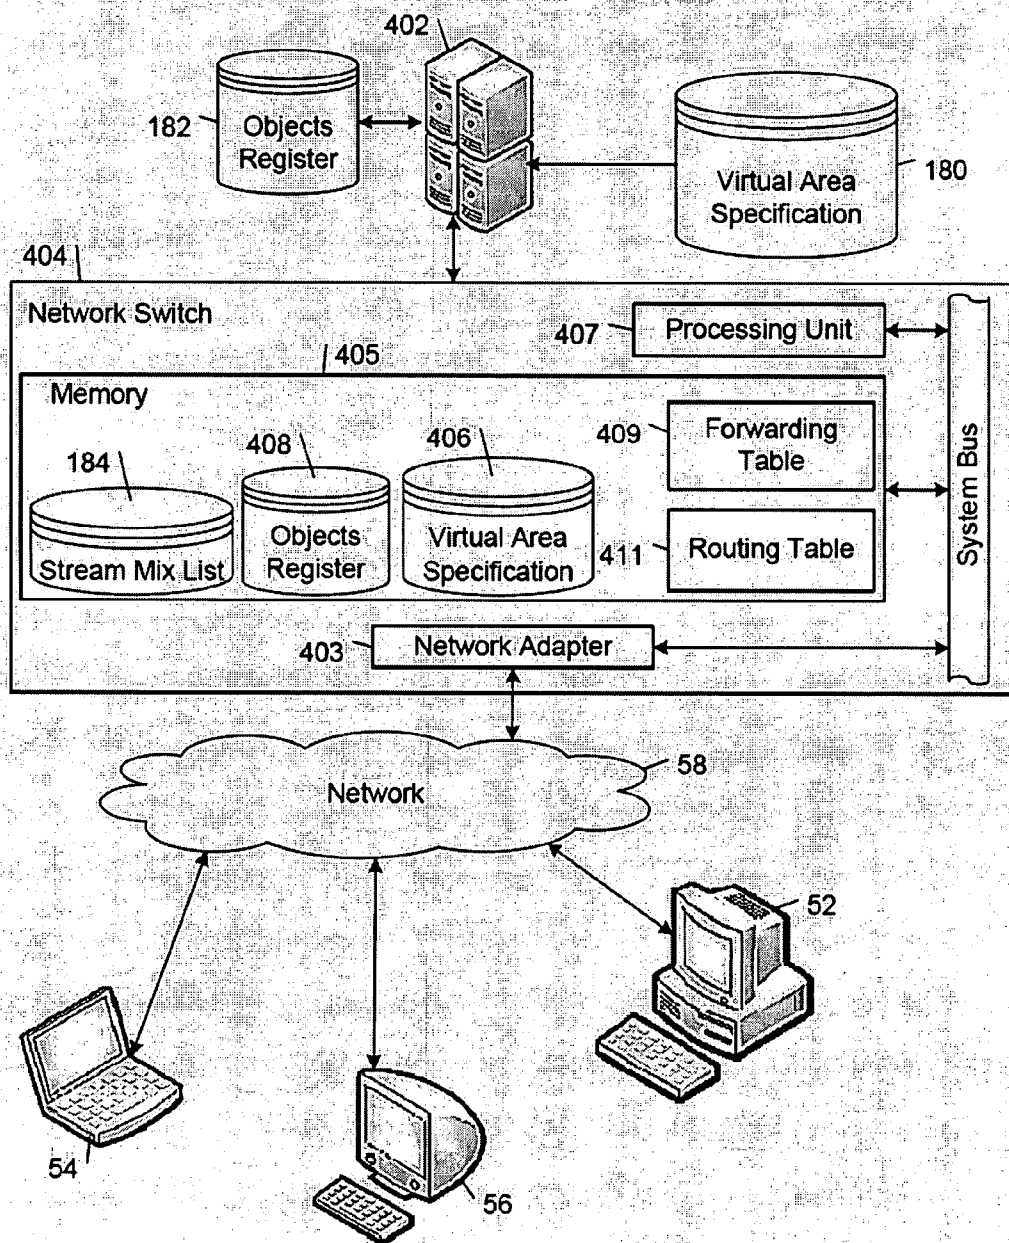 402
182
Objects
Register
Virtual Area
Specification
180
404
Network Switch
407
Processing Unit
405
Memory
184
408
406
409
Forwarding
Table
Stream Mix List
Objects
Register
Virtual Area
Specification
411
Routing Table
System Bus
403
Network Adapter
58
Network
52
54
56